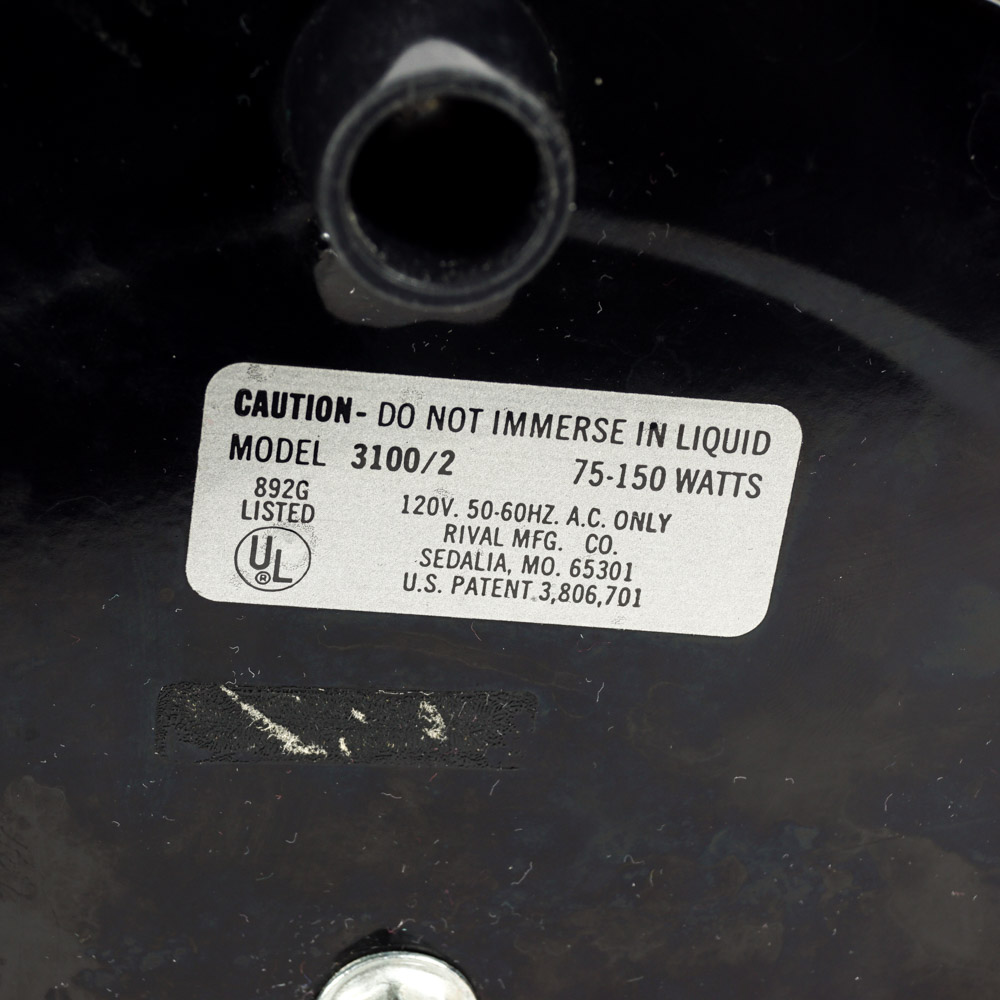 CAUTION- DO NOT IMMERSE IN LIQUID
MODEL 3100/2 75-150 WATTS
892G
LISTED
UL
®
120V. 50-60HZ. A.C. ONLY
RIVAL MFG. CO.
SEDALIA, MO. 65301
U.S. PATENT 3,806,701